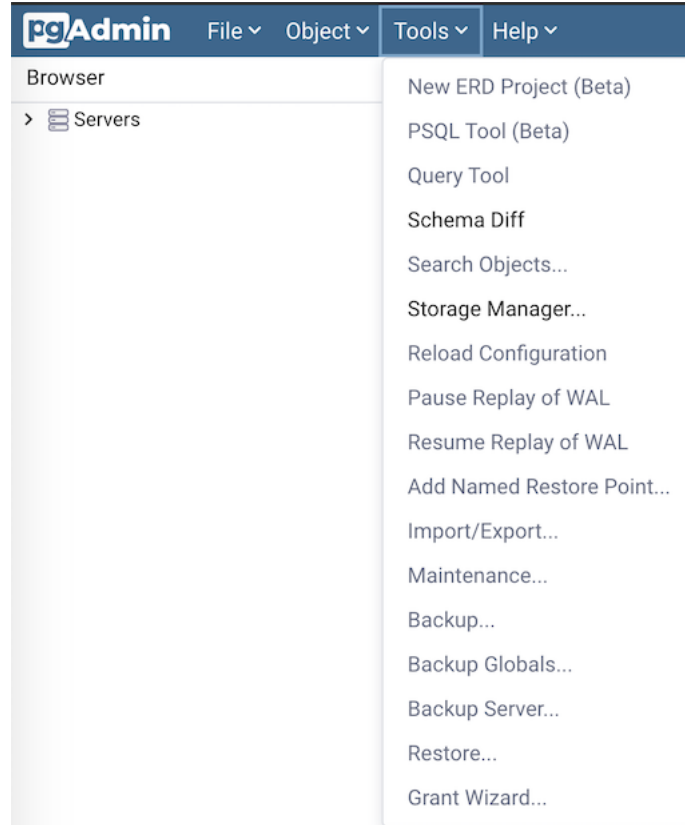 pgAdmin File Object Tools Help
Browser
Servers
New ERD Project (Beta)
PSQL Tool (Beta)
Query Tool
Schema Diff
Search Objects...
Storage Manager...
Reload Configuration
Pause Replay of WAL
Resume Replay of WAL
Add Named Restore Point...
Import/Export...
Maintenance...
Backup...
Backup Globals...
Backup Server...
Restore...
Grant Wizard...